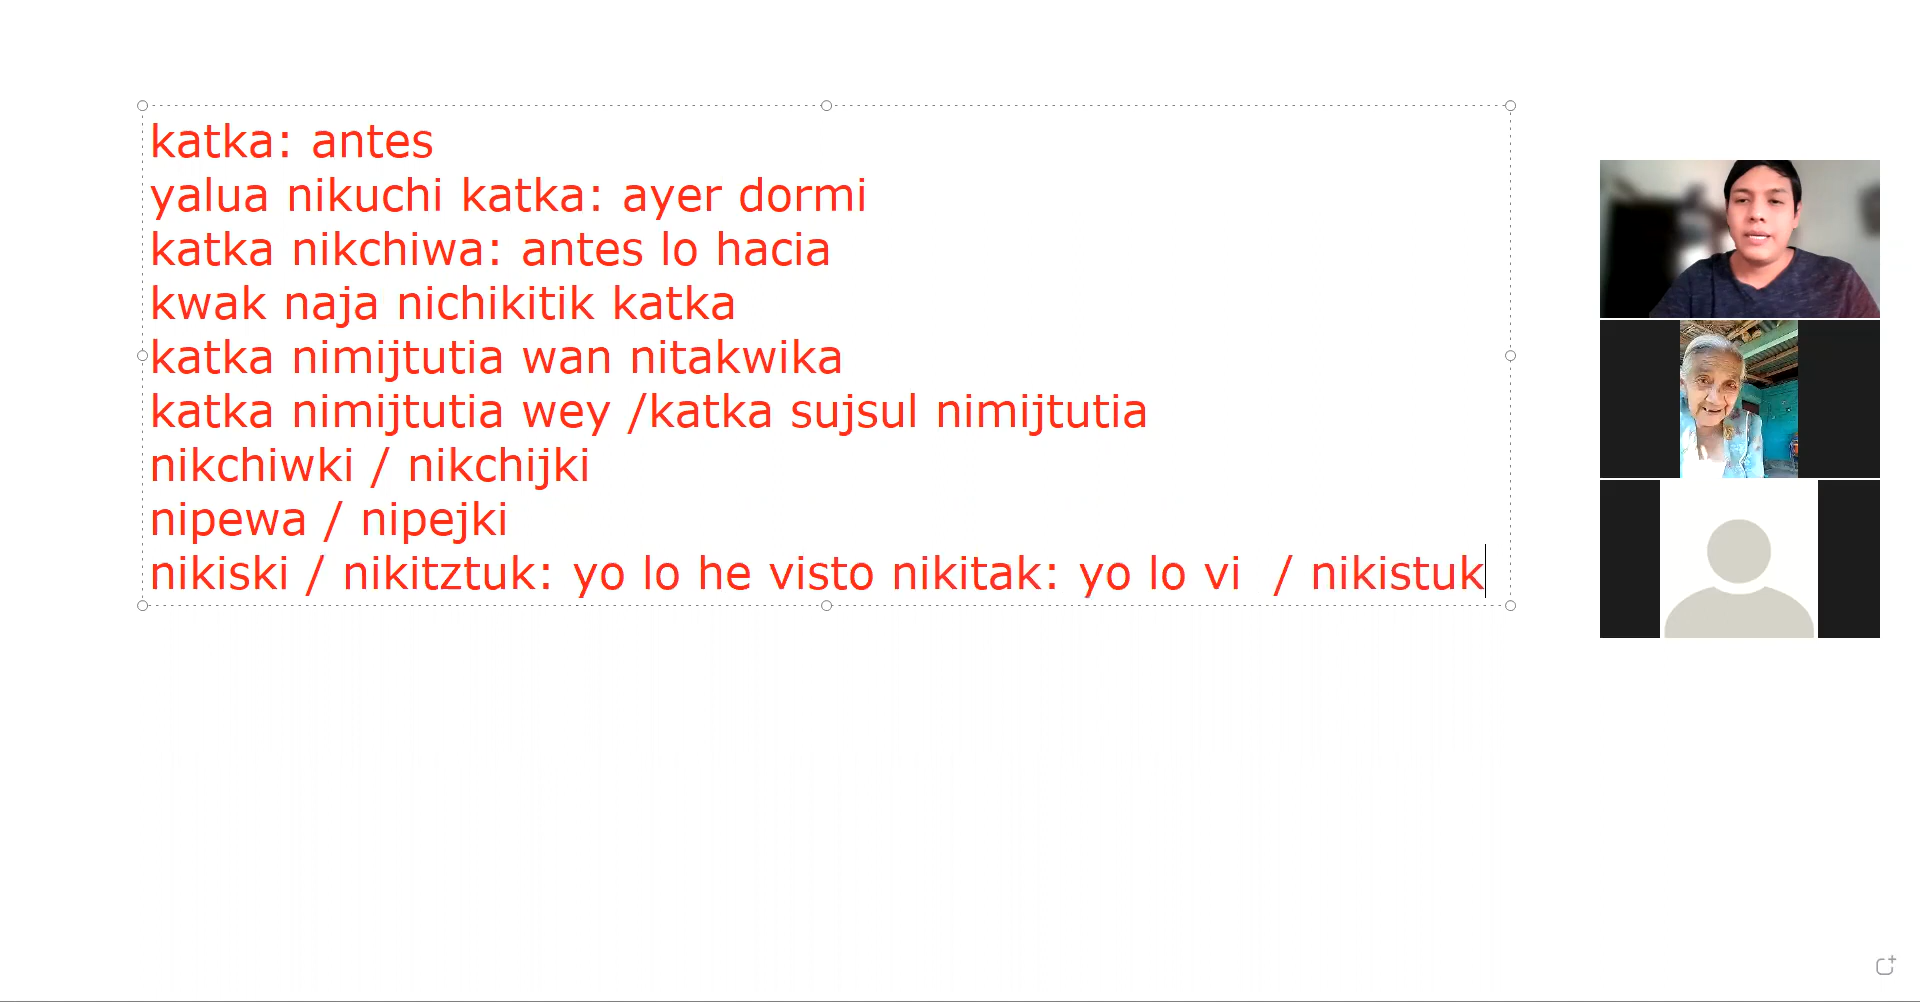 katka: antes
yalua nikuchi katka: ayer dormi
katka nikchiwa: antes lo hacia
kwak naja nichikitik katka
katka nimijtutia wan nitakwika
katka nimijtutia wey /katka sujsul nimijtutia
nikchiwki / nikchijki
nipewa / nipejki
nikiski / nikitztuk: yo lo he visto nikitak: yo lo vi  / nikistuk